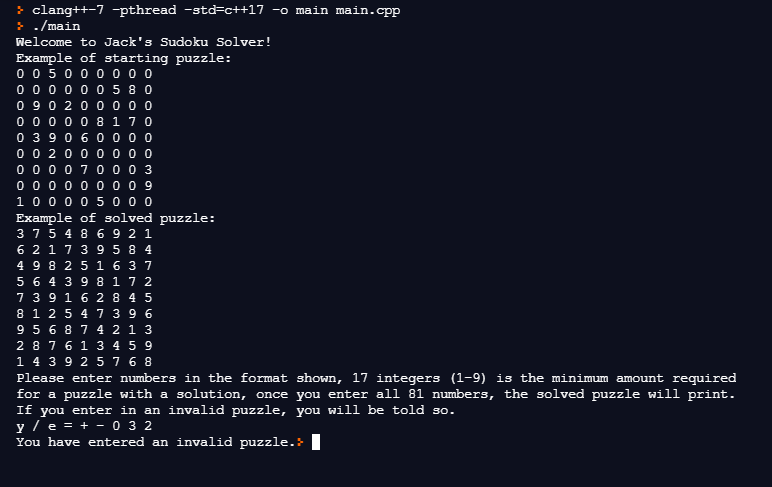 > clang++-7 -pthread -std=c++17 -o main main.cpp
> ./main
Welcome to Jack's Sudoku Solver!
Example of starting puzzle:
0 0 5 0 0 0 0 0 0
0 0 0 0 0 0 5 8 0
0 9 0 2 0 0 0 0 0
0 0 0 0 0 8 1 7 0
0 3 9 0 6 0 0 0 0
0 0 2 0 0 0 0 0 0
0 0 0 0 7 0 0 0 3
0 0 0 0 0 0 0 0 9
1 0 0 0 0 5 0 0 0
Example of solved puzzle:
3 7 5 4 8 6 9 2 1
6 2 1 7 3 9 5 8 4
4 9 8 2 5 1 6 3 7
5 6 4 3 9 8 1 7 2
7 3 9 1 6 2 8 4 5
8 1 2 5 4 7 3 9 6
9 5 6 8 7 4 2 1 3
2 8 7 6 1 3 4 5 9
1 4 3 9 2 5 7 6 8
Please enter numbers in the format shown, 17 integers (1-9) is the minimum amount required
for a puzzle with a solution, once you enter all 81 numbers, the solved puzzle will print.
If you enter in an invalid puzzle, you will be told so.
y / e = + - 0 3 2
You have entered an invalid puzzle.>